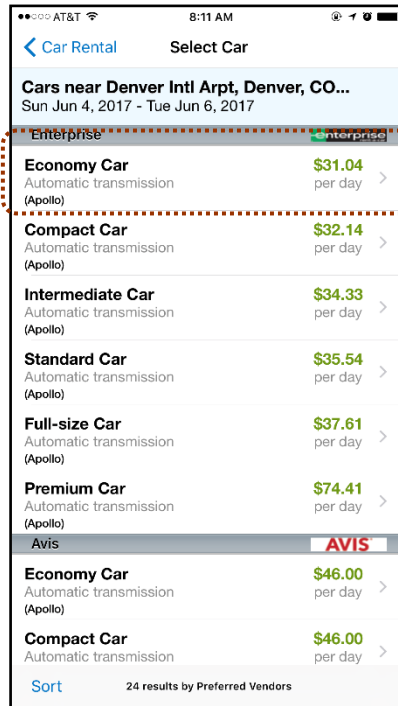 AT&T 8:11 AM
Car Rental Select Car
Cars near Denver Intl Arpt, Denver, CO...
Sun Jun 4, 2017 - Tue Jun 6, 2017
Enterprise enterprise
Economy Car $31.04
Automatic transmission per day
(Apollo)
Compact Car $32.14
Automatic transmission per day
(Apollo)
Intermediate Car $34.33
Automatic transmission per day
(Apollo)
Standard Car $35.54
Automatic transmission per day
(Apollo)
Full-size Car $37.61
Automatic transmission per day
(Apollo)
Premium Car $74.41
Automatic transmission per day
(Apollo)
Avis AVIS
Economy Car $46.00
Automatic transmission per day
(Apollo)
Compact Car $46.00
Automatic transmission per day
Sort 24 results by Preferred Vendors